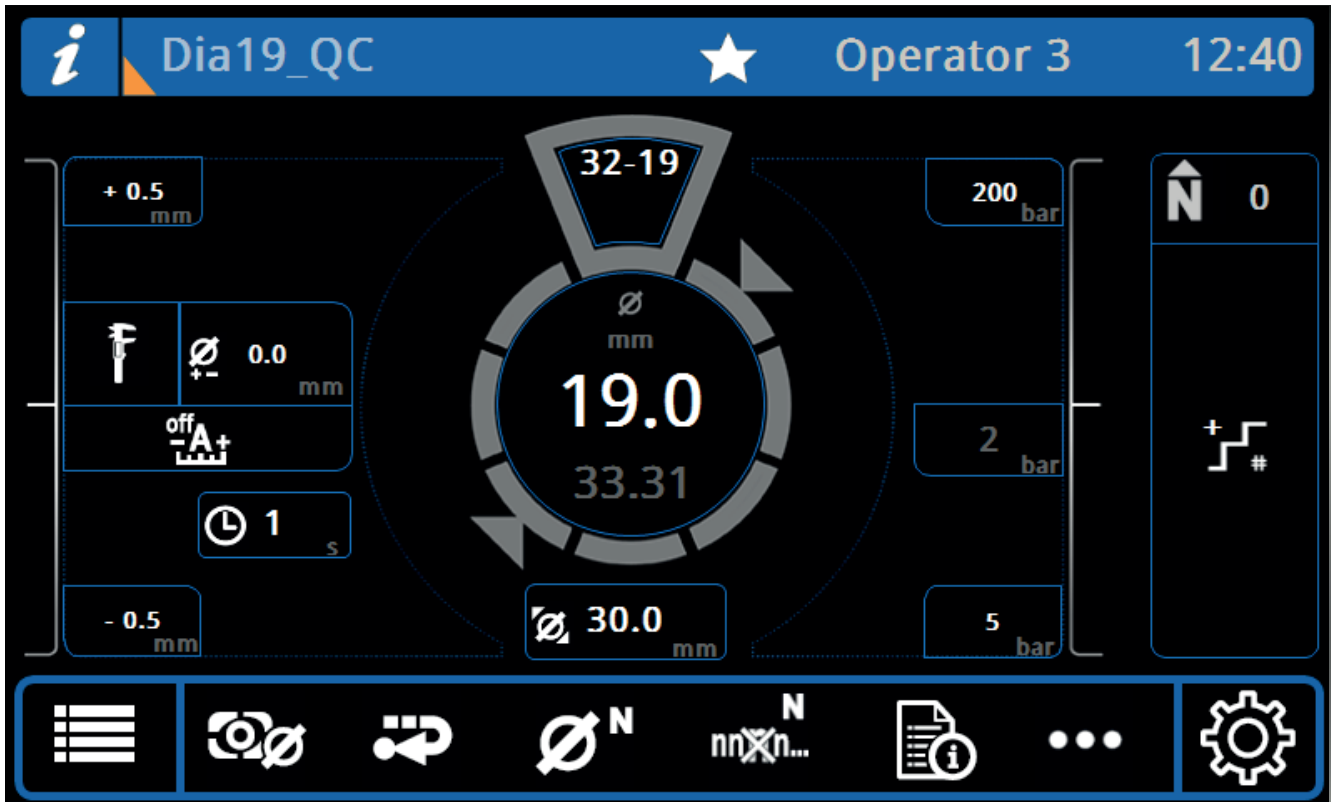 i Dia19_QC Operator 3 12:40
+ 0.5 mm
32-19
200 bar
N 0
Ø mm
19.0
33.31
Ø +- 0.0 mm
off -A+
2 bar
+ #
1 s
- 0.5 mm
Ø 30.0 mm
5 bar
Ø Ø N N nnXn... i